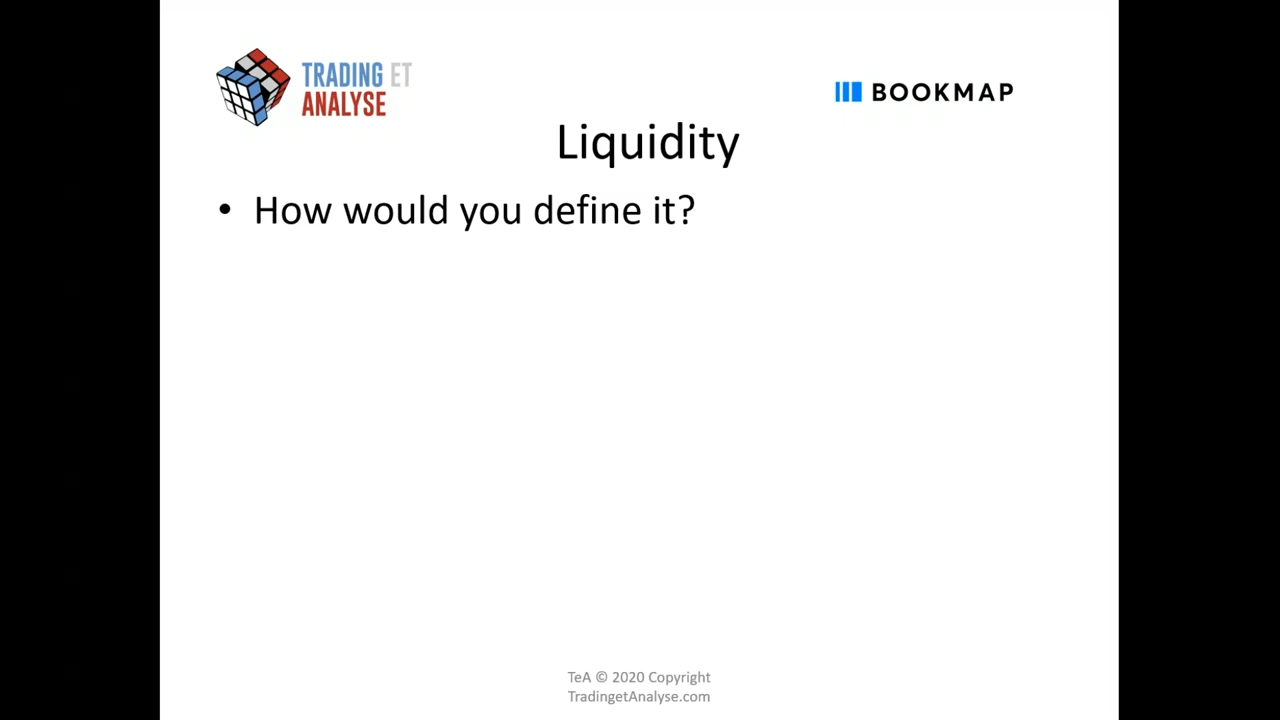 TRADING ET
ANALYSE
BOOKMAP
Liquidity
• How would you define it?
TeA © 2020 Copyright
TradingetAnalyse.com